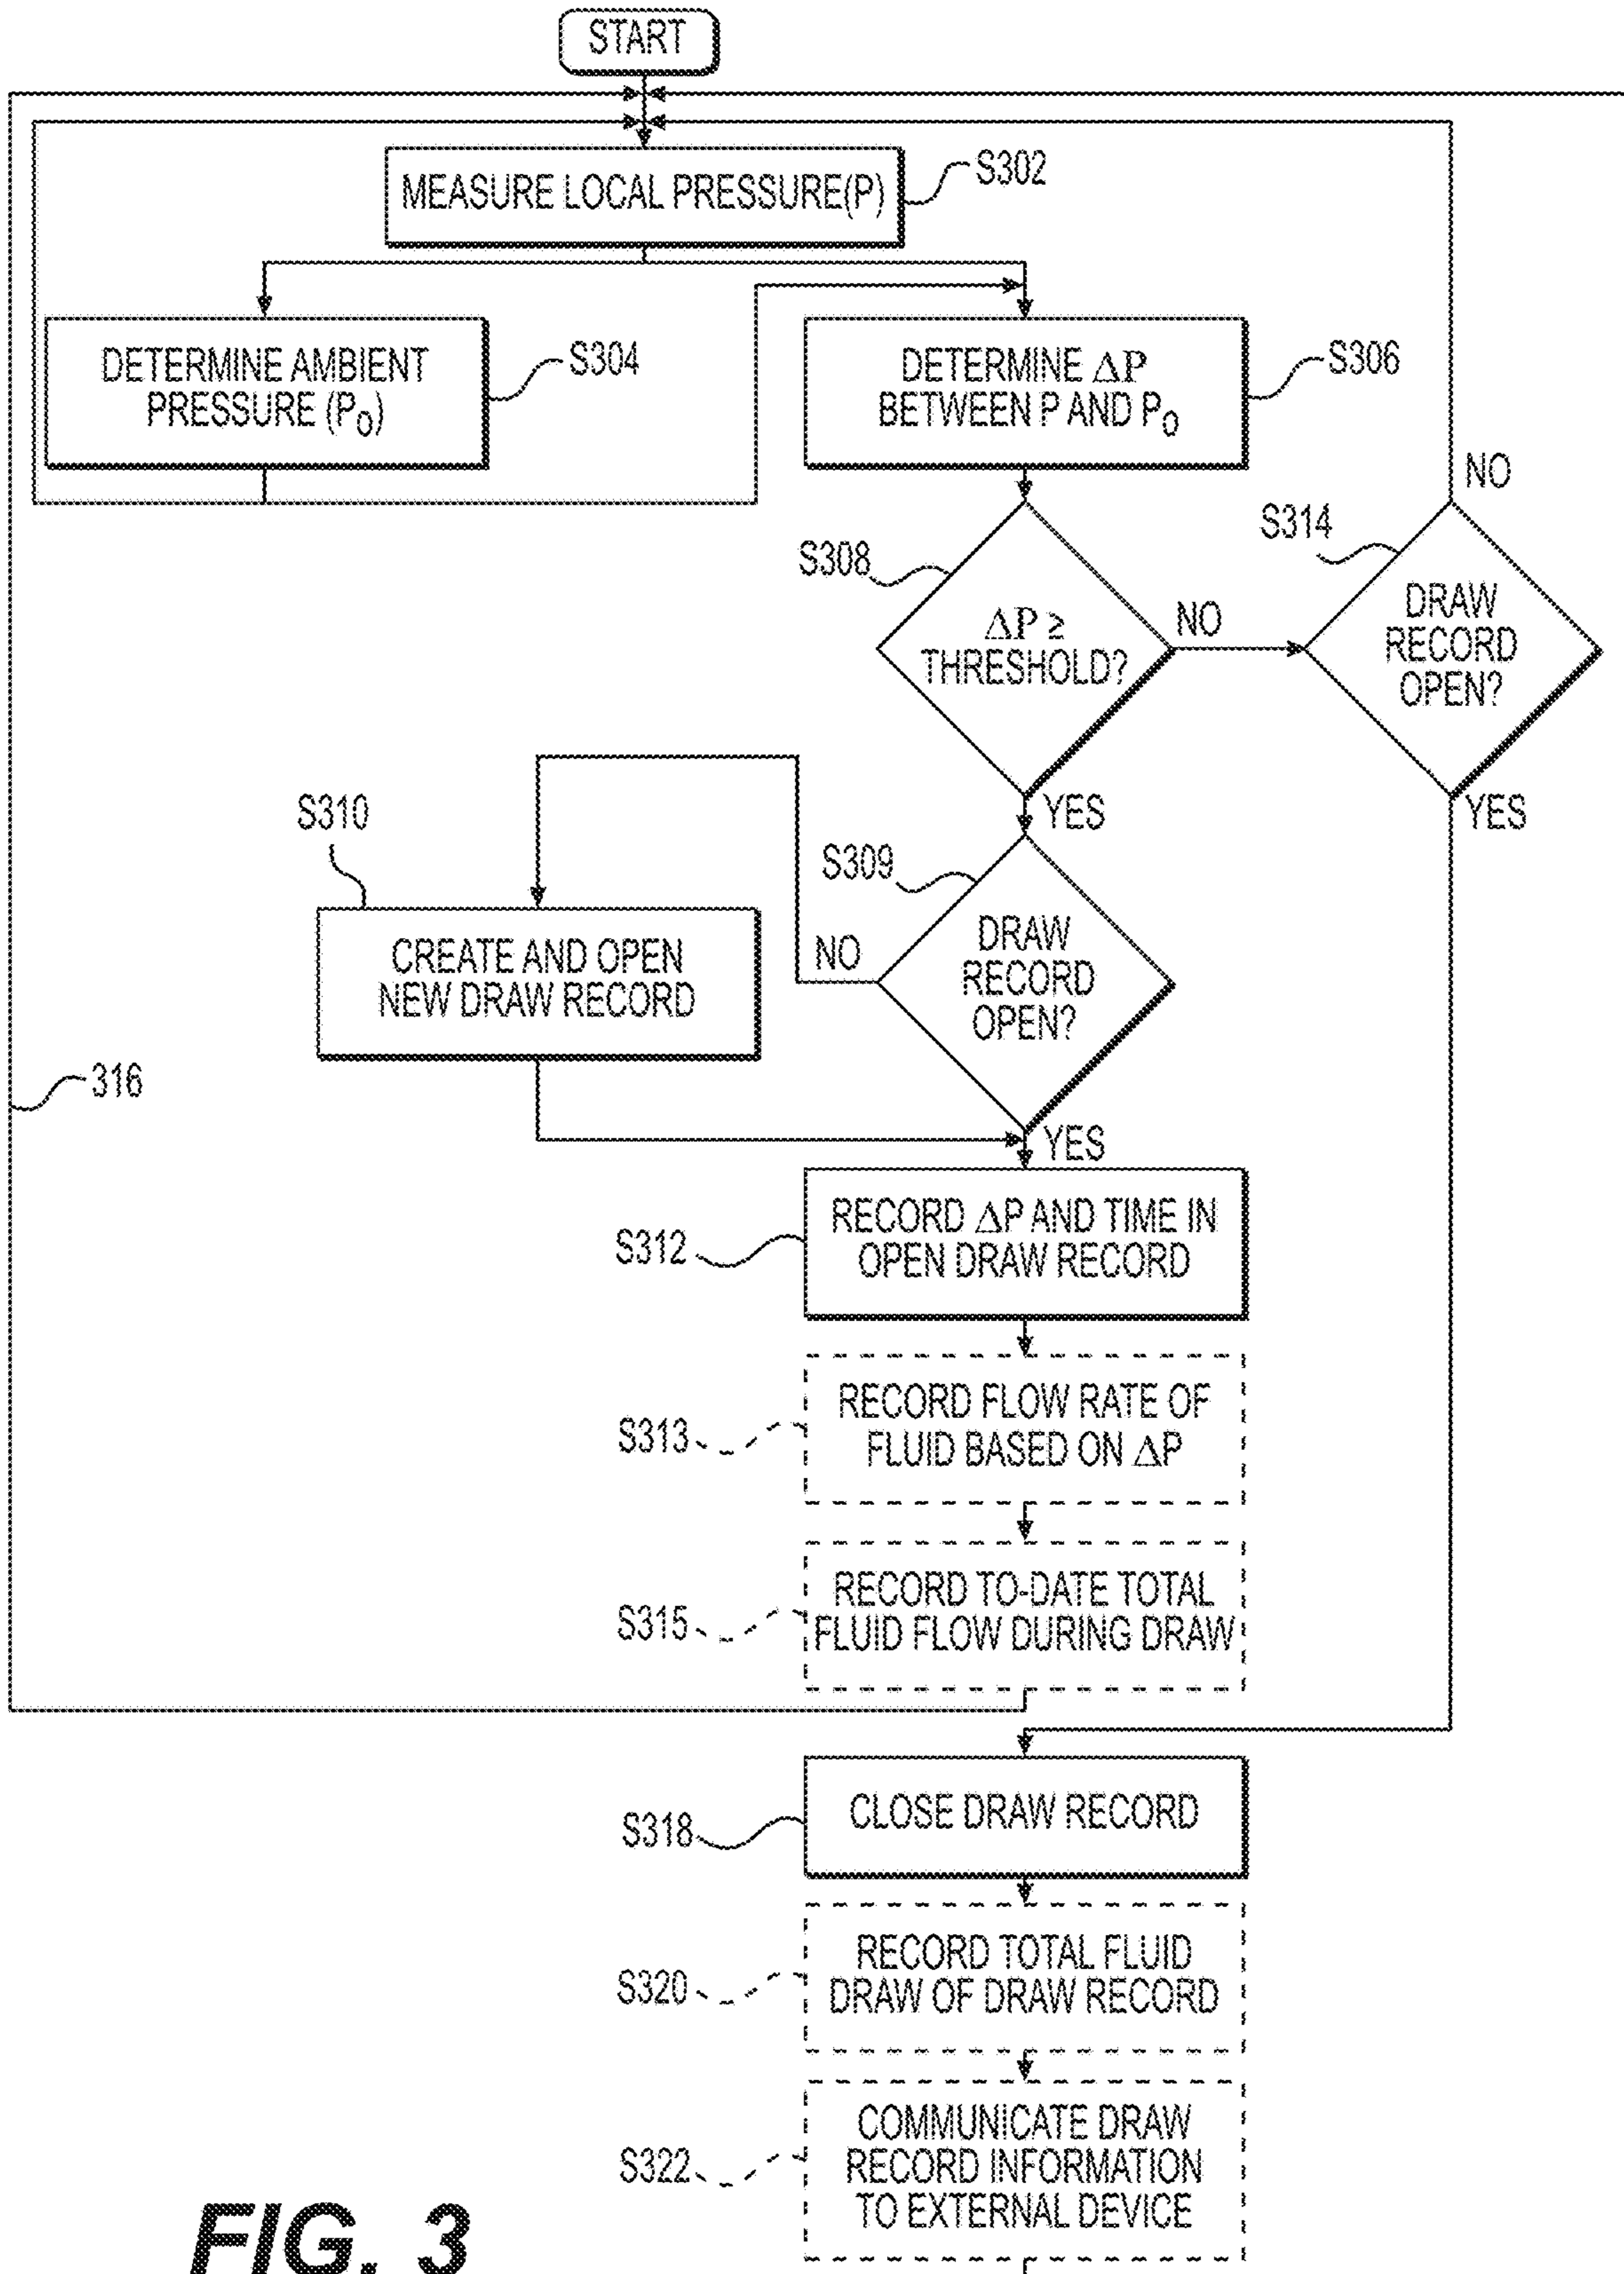 START
MEASURE LOCAL PRESSURE(P)
S302
DETERMINE AMBIENT
PRESSURE (P0)
S304
DETERMINE ΔP
BETWEEN P AND P0
S306
S308
ΔP ≥
THRESHOLD?
NO
YES
S314
DRAW
RECORD
OPEN?
NO
YES
S309
DRAW
RECORD
OPEN?
NO
YES
S310
CREATE AND OPEN
NEW DRAW RECORD
316
S312
RECORD ΔP AND TIME IN
OPEN DRAW RECORD
S313
RECORD FLOW RATE OF
FLUID BASED ON ΔP
S315
RECORD TO-DATE TOTAL
FLUID FLOW DURING DRAW
S318
CLOSE DRAW RECORD
S320
RECORD TOTAL FLUID
DRAW OF DRAW RECORD
S322
COMMUNICATE DRAW
RECORD INFORMATION
TO EXTERNAL DEVICE
FIG. 3